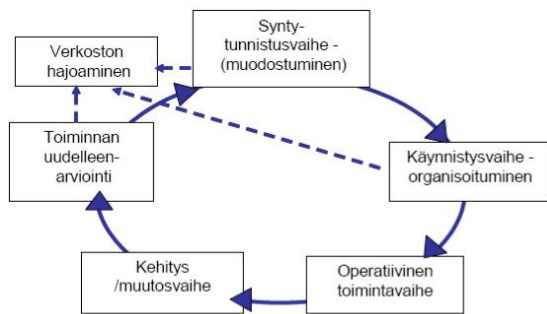 Synty-
tunnistusvaihe -
(muodostuminen)
Verkoston
hajoaminen
Toiminnan
uudelleen-
arviointi
Käynnistysvaihe -
organisoituminen
Kehitys
/muutosvaihe
Operatiivinen
toimintavaihe